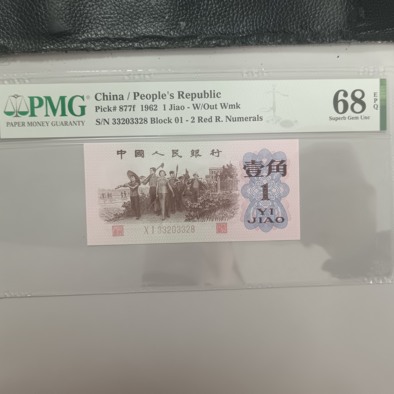 PMG
PAPER MONEY GUARANTY
China / People's Republic
Pick# 877f 1962 1 Jiao - W/Out Wmk
S/N 33203328 Block 01 - 2 Red R. Numerals
68 EPQ
Superb Gem Unc
中國人民銀行
壹角
1
YI
JIAO
X I 33203328